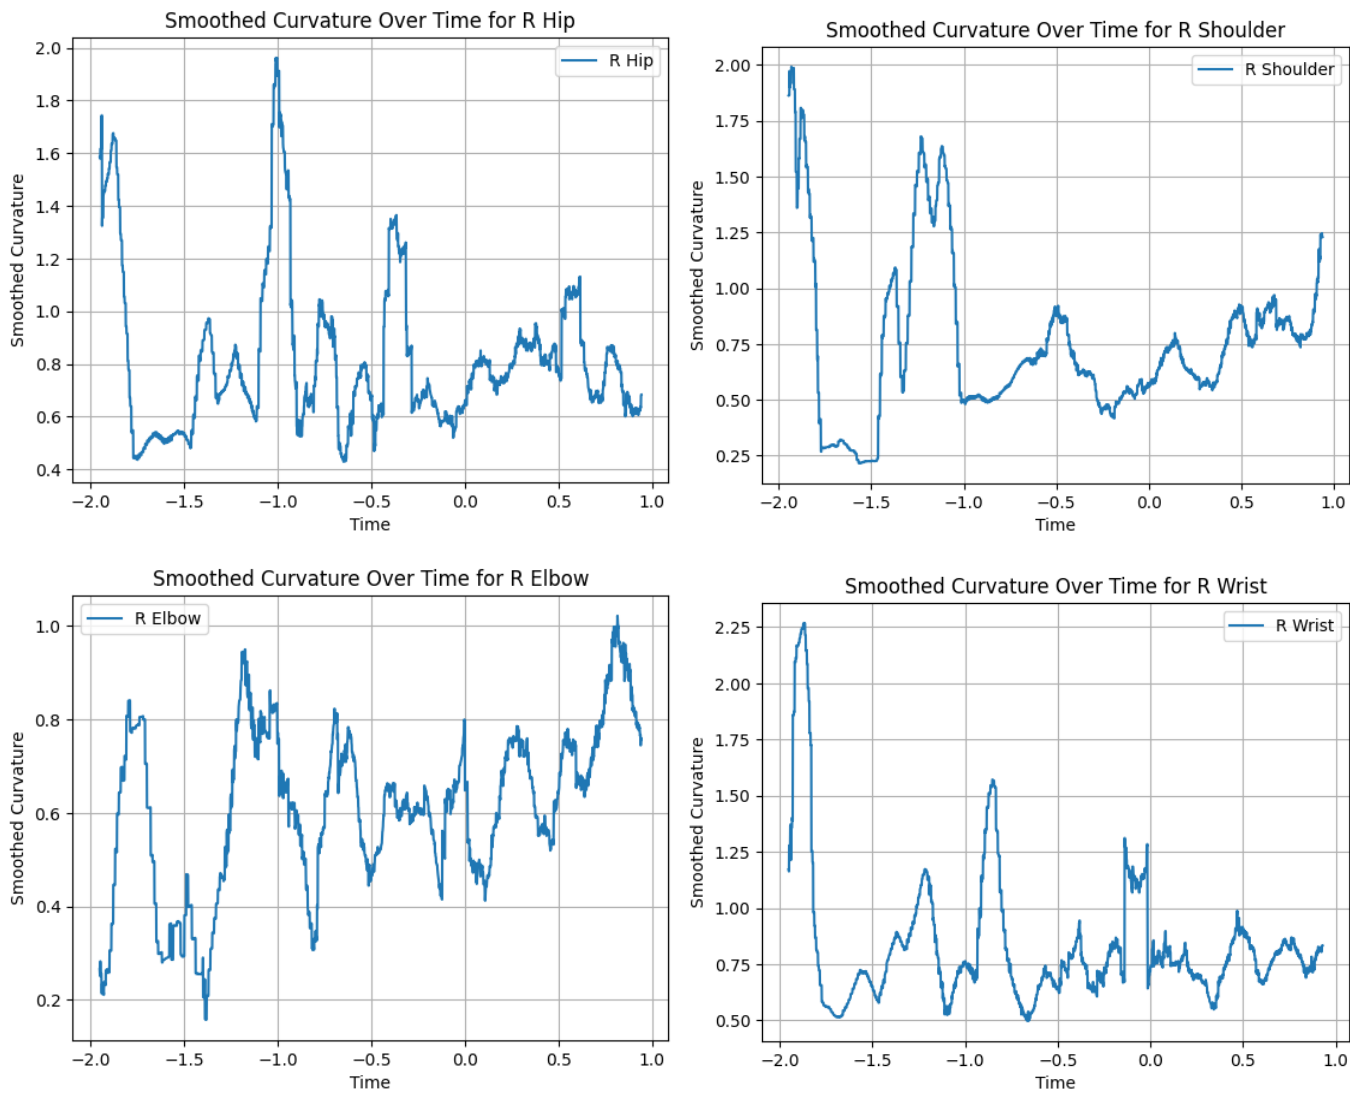 Smoothed Curvature Over Time for R Hip
R Hip
Smoothed Curvature
2.0
1.8
1.6
1.4
1.2
1.0
0.8
0.6
0.4
−2.0 −1.5 −1.0 −0.5 0.0 0.5 1.0
Time
Smoothed Curvature Over Time for R Shoulder
R Shoulder
Smoothed Curvature
2.00
1.75
1.50
1.25
1.00
0.75
0.50
0.25
−2.0 −1.5 −1.0 −0.5 0.0 0.5 1.0
Time
Smoothed Curvature Over Time for R Elbow
R Elbow
Smoothed Curvature
1.0
0.8
0.6
0.4
0.2
−2.0 −1.5 −1.0 −0.5 0.0 0.5 1.0
Time
Smoothed Curvature Over Time for R Wrist
R Wrist
Smoothed Curvature
2.25
2.00
1.75
1.50
1.25
1.00
0.75
0.50
−2.0 −1.5 −1.0 −0.5 0.0 0.5 1.0
Time